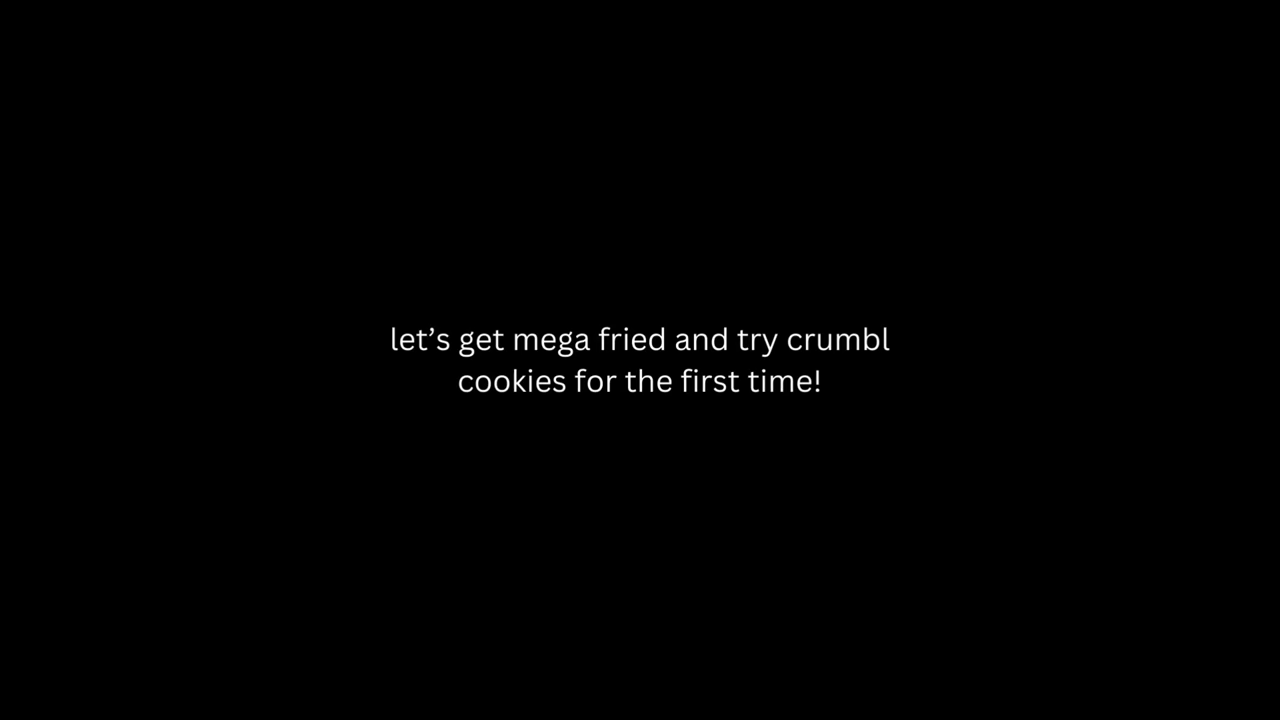 let’s get mega fried and try crumbl
cookies for the first time!